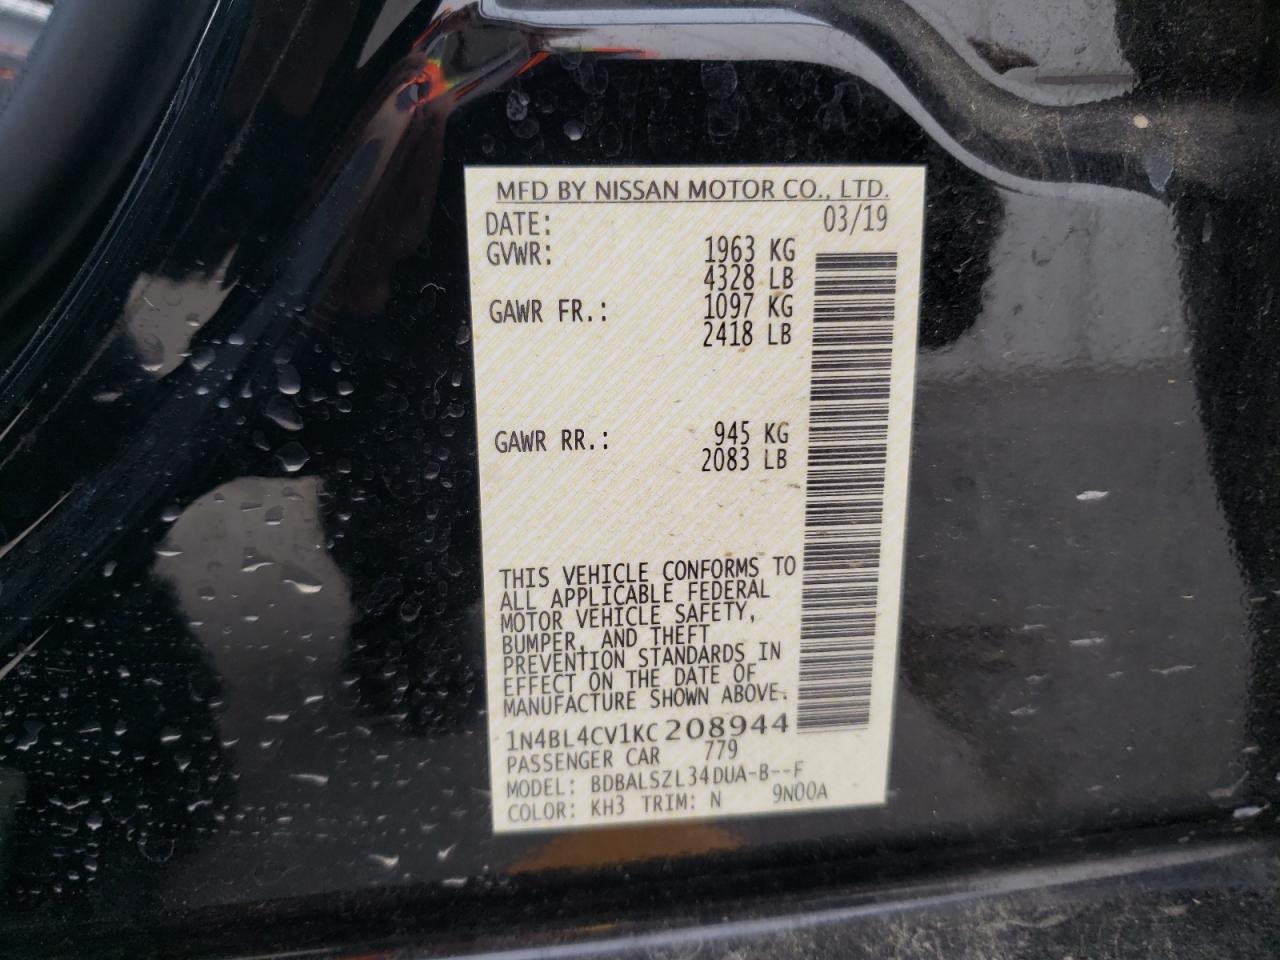 MFD BY NISSAN MOTOR CO., LTD.
DATE: 03/19
GVWR: 1963 KG
4328 LB
GAWR FR.: 1097 KG
2418 LB
GAWR RR.: 945 KG
2083 LB
THIS VEHICLE CONFORMS TO
ALL APPLICABLE FEDERAL
MOTOR VEHICLE SAFETY,
BUMPER, AND THEFT
PREVENTION STANDARDS IN
EFFECT ON THE DATE OF
MANUFACTURE SHOWN ABOVE.
1N4BL4CV1KC208944
PASSENGER CAR 779
MODEL: BDBALSZL34DUA-B--F
COLOR: KH3 TRIM: N 9N00A